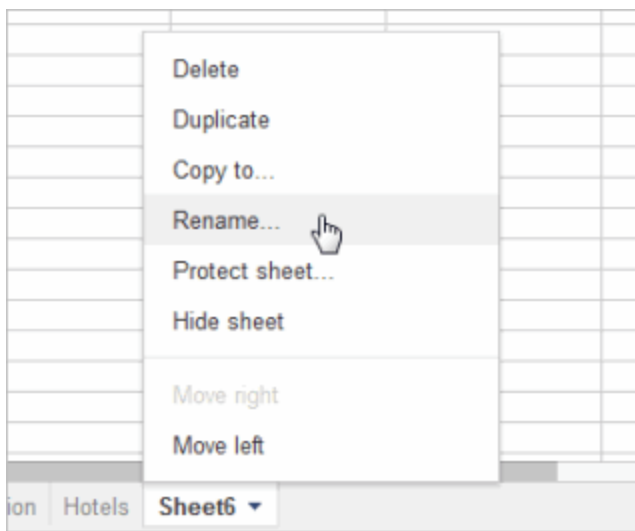 Delete
Duplicate
Copy to...
Rename...
Protect sheet...
Hide sheet
Move right
Move left
ion Hotels Sheet6